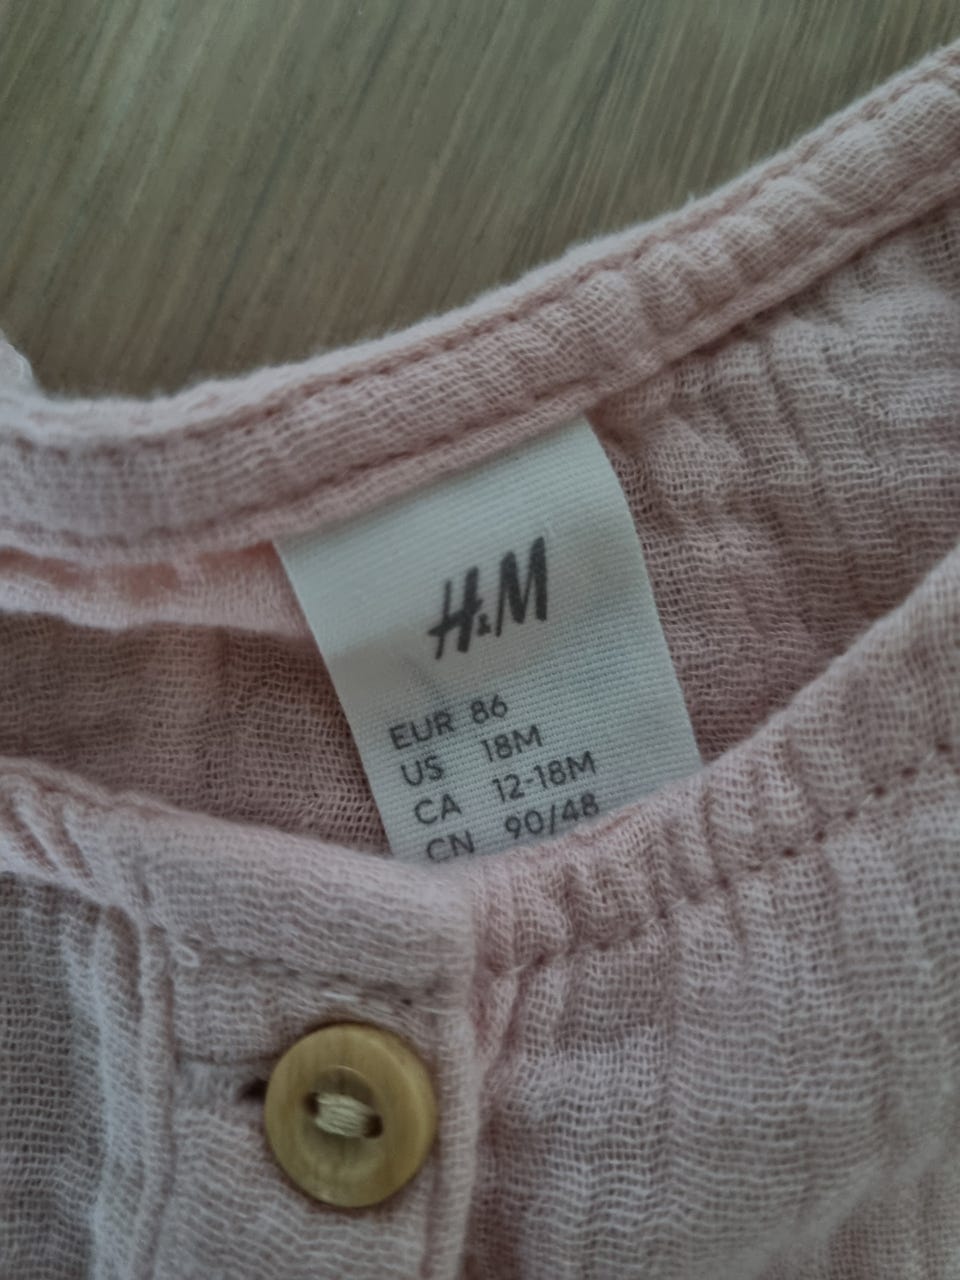 H&M
EUR 86
US 18M
CA 12-18M
CN 90/48